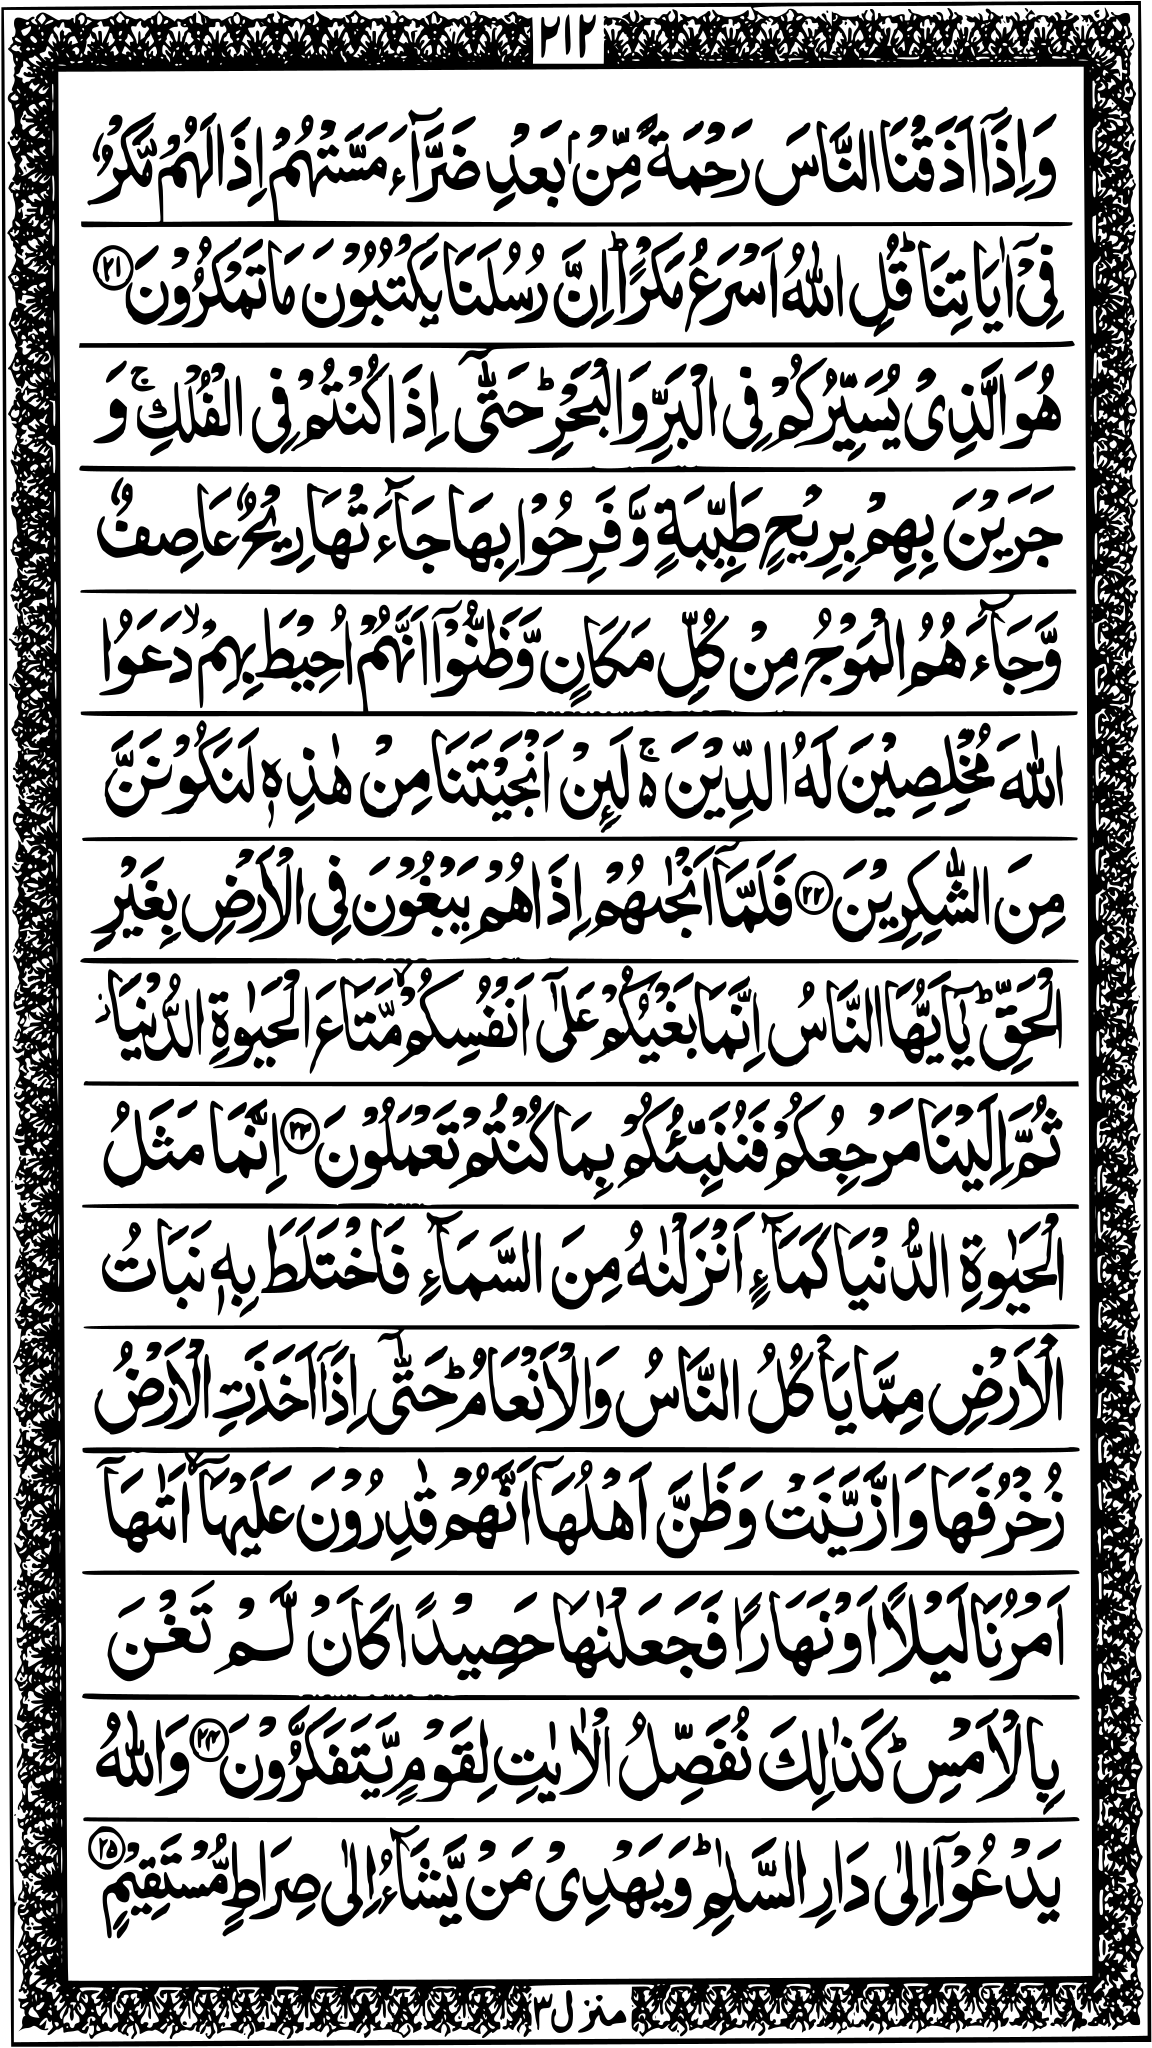 ٢١٢
وَاِذَاۤ اَذَقْنَا النَّاسَ رَحْمَةً مِّنْۢ بَعْدِ ضَرَّآءَ مَسَّتْهُمْ اِذَا لَهُمْ مَّكْرٌ
فِیْۤ اٰیَاتِنَا ؕ قُلِ اللّٰهُ اَسْرَعُ مَكْرًا ؕ اِنَّ رُسُلَنَا یَكْتُبُوْنَ مَا تَمْكُرُوْنَ ۝۲۱
هُوَ الَّذِیْ یُسَیِّرُكُمْ فِی الْبَرِّ وَالْبَحْرِ ؕ حَتّٰۤی اِذَا كُنْتُمْ فِی الْفُلْكِ ۚ وَ
جَرَیْنَ بِهِمْ بِرِیْحٍ طَیِّبَةٍ وَّ فَرِحُوْا بِهَا جَآءَتْهَا رِیْحٌ عَاصِفٌ
وَّجَآءَهُمُ الْمَوْجُ مِنْ كُلِّ مَكَانٍ وَّظَنُّوْۤا اَنَّهُمْ اُحِیْطَ بِهِمْ ۙ دَعَوُا
اللّٰهَ مُخْلِصِیْنَ لَهُ الدِّیْنَ ۚ۬ لَئِنْ اَنْجَیْتَنَا مِنْ هٰذِهٖ لَنَكُوْنَنَّ
مِنَ الشّٰكِرِیْنَ ۝۲۲ فَلَمَّاۤ اَنْجٰىهُمْ اِذَا هُمْ یَبْغُوْنَ فِی الْاَرْضِ بِغَیْرِ
الْحَقِّ ؕ یٰۤاَیُّهَا النَّاسُ اِنَّمَا بَغْیُكُمْ عَلٰۤی اَنْفُسِكُمْ ۙ مَّتَاعَ الْحَیٰوةِ الدُّنْیَا ؗ
ثُمَّ اِلَیْنَا مَرْجِعُكُمْ فَنُنَبِّئُكُمْ بِمَا كُنْتُمْ تَعْمَلُوْنَ ۝۲۳ اِنَّمَا مَثَلُ
الْحَیٰوةِ الدُّنْیَا كَمَآءٍ اَنْزَلْنٰهُ مِنَ السَّمَآءِ فَاخْتَلَطَ بِهٖ نَبَاتُ
الْاَرْضِ مِمَّا یَاْكُلُ النَّاسُ وَالْاَنْعَامُ ؕ حَتّٰۤی اِذَاۤ اَخَذَتِ الْاَرْضُ
زُخْرُفَهَا وَازَّیَّنَتْ وَظَنَّ اَهْلُهَاۤ اَنَّهُمْ قٰدِرُوْنَ عَلَیْهَاۤ ۙ اَتٰىهَاۤ
اَمْرُنَا لَیْلًا اَوْ نَهَارًا فَجَعَلْنٰهَا حَصِیْدًا كَاَنْ لَّمْ تَغْنَ
بِالْاَمْسِ ؕ كَذٰلِكَ نُفَصِّلُ الْاٰیٰتِ لِقَوْمٍ یَّتَفَكَّرُوْنَ ۝۲۴ وَاللّٰهُ
یَدْعُوْۤا اِلٰی دَارِ السَّلٰمِ ؕ وَیَهْدِیْ مَنْ یَّشَآءُ اِلٰی صِرَاطٍ مُّسْتَقِیْمٍ ۝۲۵
منزل ٣